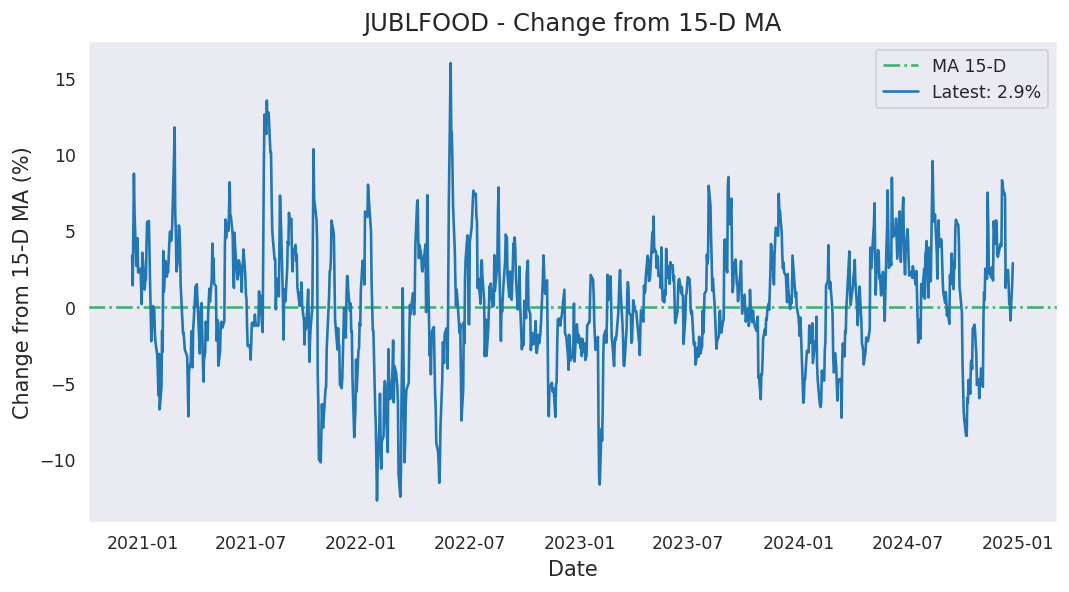 JUBLFOOD - Change from 15-D MA
MA 15-D
Latest: 2.9%
Change from 15-D MA (%)
15
10
5
0
−5
−10
2021-01 2021-07 2022-01 2022-07 2023-01 2023-07 2024-01 2024-07 2025-01
Date